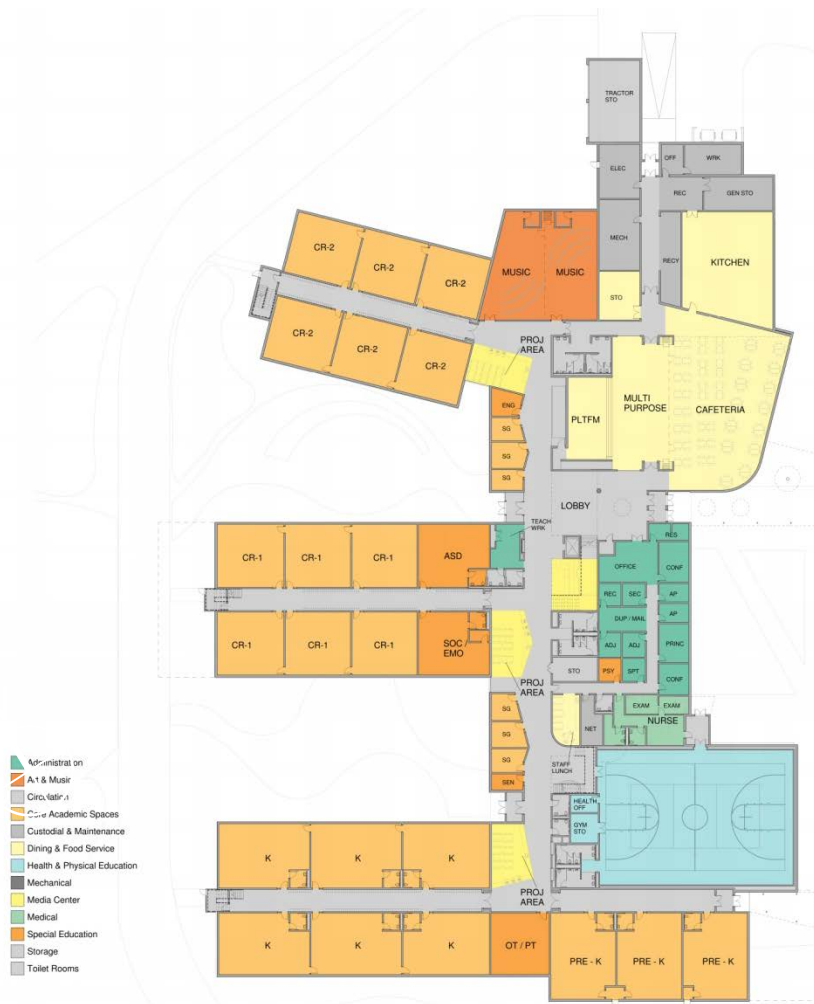 TRACTOR
STO
ELEC
OFF
WRK
REC
GEN STO
MECH
RECY
KITCHEN
STO
MUSIC
MUSIC
CR-2
CR-2
CR-2
CR-2
CR-2
CR-2
PROJ
AREA
ENG
SG
SG
SG
PLTFM
MULTI
PURPOSE
CAFETERIA
LOBBY
TEACH
WRK
CR-1
CR-1
CR-1
ASD
CR-1
CR-1
CR-1
SOC /
EMO
PROJ
AREA
RES
OFFICE
CONF
REC
SEC
AP
DUP / MAIL
AP
ADJ
ADJ
PRINC
STO
PSY
SPT
CONF
EXAM
EXAM
NURSE
NET
STAFF
LUNCH
SG
SG
SG
SEN
HEALTH
OFF
GYM
STO
K
K
K
PROJ
AREA
K
K
K
OT / PT
PRE - K
PRE - K
PRE - K
Administration
Art & Music
Circulation
Core Academic Spaces
Custodial & Maintenance
Dining & Food Service
Health & Physical Education
Mechanical
Media Center
Medical
Special Education
Storage
Toilet Rooms